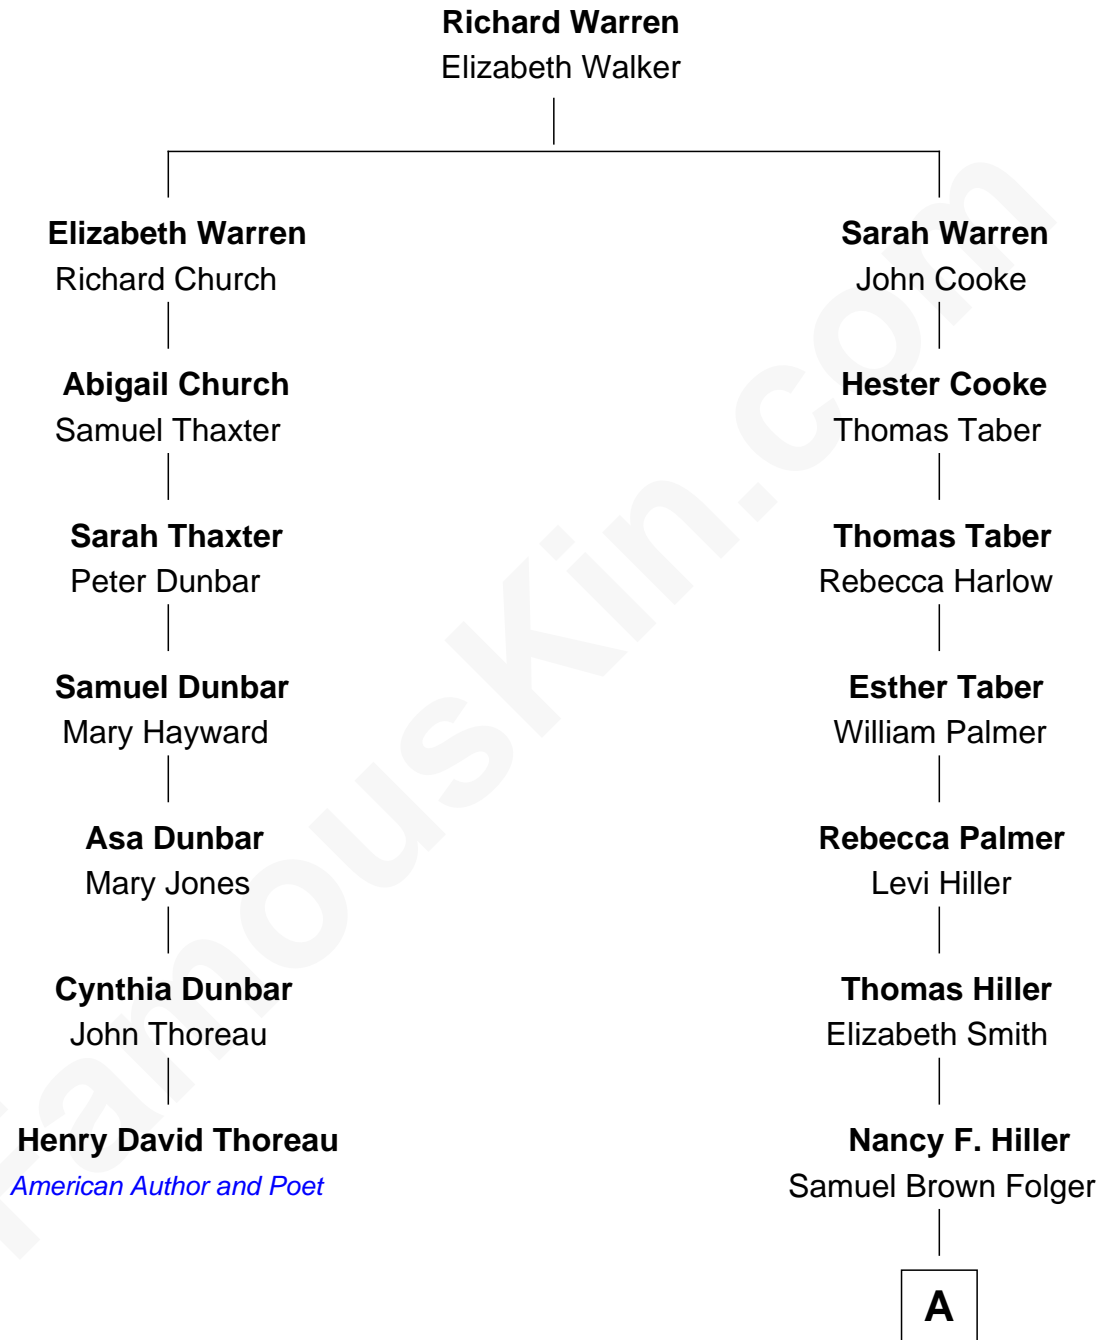 Richard Warren
Elizabeth Walker
Elizabeth Warren
Richard Church
Abigail Church
Samuel Thaxter
Sarah Thaxter
Peter Dunbar
Samuel Dunbar
Mary Hayward
Asa Dunbar
Mary Jones
Cynthia Dunbar
John Thoreau
Henry David Thoreau
American Author and Poet
Sarah Warren
John Cooke
Hester Cooke
Thomas Taber
Thomas Taber
Rebecca Harlow
Esther Taber
William Palmer
Rebecca Palmer
Levi Hiller
Thomas Hiller
Elizabeth Smith
Nancy F. Hiller
Samuel Brown Folger
A
FamousKin.com